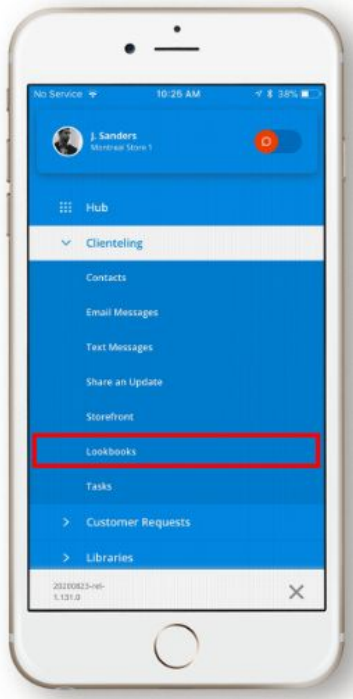 No Service 10:25 AM 38%
J. Sanders
Montreal Store 1
Hub
Clienteling
Contacts
Email Messages
Text Messages
Share an Update
Storefront
Lookbooks
Tasks
Customer Requests
Libraries
20200823-rel-
1.131.0